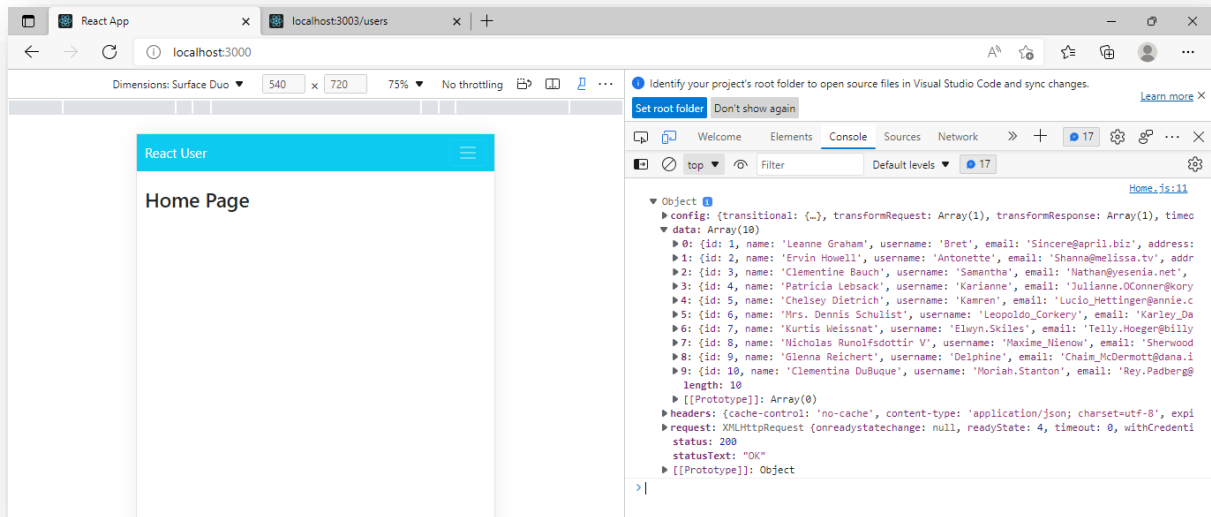 React App
localhost:3003/users
localhost:3000
Dimensions: Surface Duo ▼ 540 x 720 75% ▼ No throttling
React User
Home Page
Identify your project's root folder to open source files in Visual Studio Code and sync changes.
Learn more
Set root folder Don't show again
Welcome Elements Console Sources Network 17
top ▼ Filter Default levels ▼ 17
Home.js:11
▼ Object
▶ config: {transitional: {…}, transformRequest: Array(1), transformResponse: Array(1), timeo
▼ data: Array(10)
▶ 0: {id: 1, name: 'Leanne Graham', username: 'Bret', email: 'Sincere@april.biz', address:
▶ 1: {id: 2, name: 'Ervin Howell', username: 'Antonette', email: 'Shanna@melissa.tv', addr
▶ 2: {id: 3, name: 'Clementine Bauch', username: 'Samantha', email: 'Nathan@yesenia.net',
▶ 3: {id: 4, name: 'Patricia Lebsack', username: 'Karianne', email: 'Julianne.OConner@kory
▶ 4: {id: 5, name: 'Chelsey Dietrich', username: 'Kamren', email: 'Lucio_Hettinger@annie.c
▶ 5: {id: 6, name: 'Mrs. Dennis Schulist', username: 'Leopoldo_Corkery', email: 'Karley_Da
▶ 6: {id: 7, name: 'Kurtis Weissnat', username: 'Elwyn.Skiles', email: 'Telly.Hoeger@billy
▶ 7: {id: 8, name: 'Nicholas Runolfsdottir V', username: 'Maxime_Nienow', email: 'Sherwood
▶ 8: {id: 9, name: 'Glenna Reichert', username: 'Delphine', email: 'Chaim_McDermott@dana.i
▶ 9: {id: 10, name: 'Clementina DuBuque', username: 'Moriah.Stanton', email: 'Rey.Padberg@
length: 10
▶ [[Prototype]]: Array(0)
▶ headers: {cache-control: 'no-cache', content-type: 'application/json; charset=utf-8', expi
▶ request: XMLHttpRequest {onreadystatechange: null, readyState: 4, timeout: 0, withCredenti
status: 200
statusText: "OK"
▶ [[Prototype]]: Object